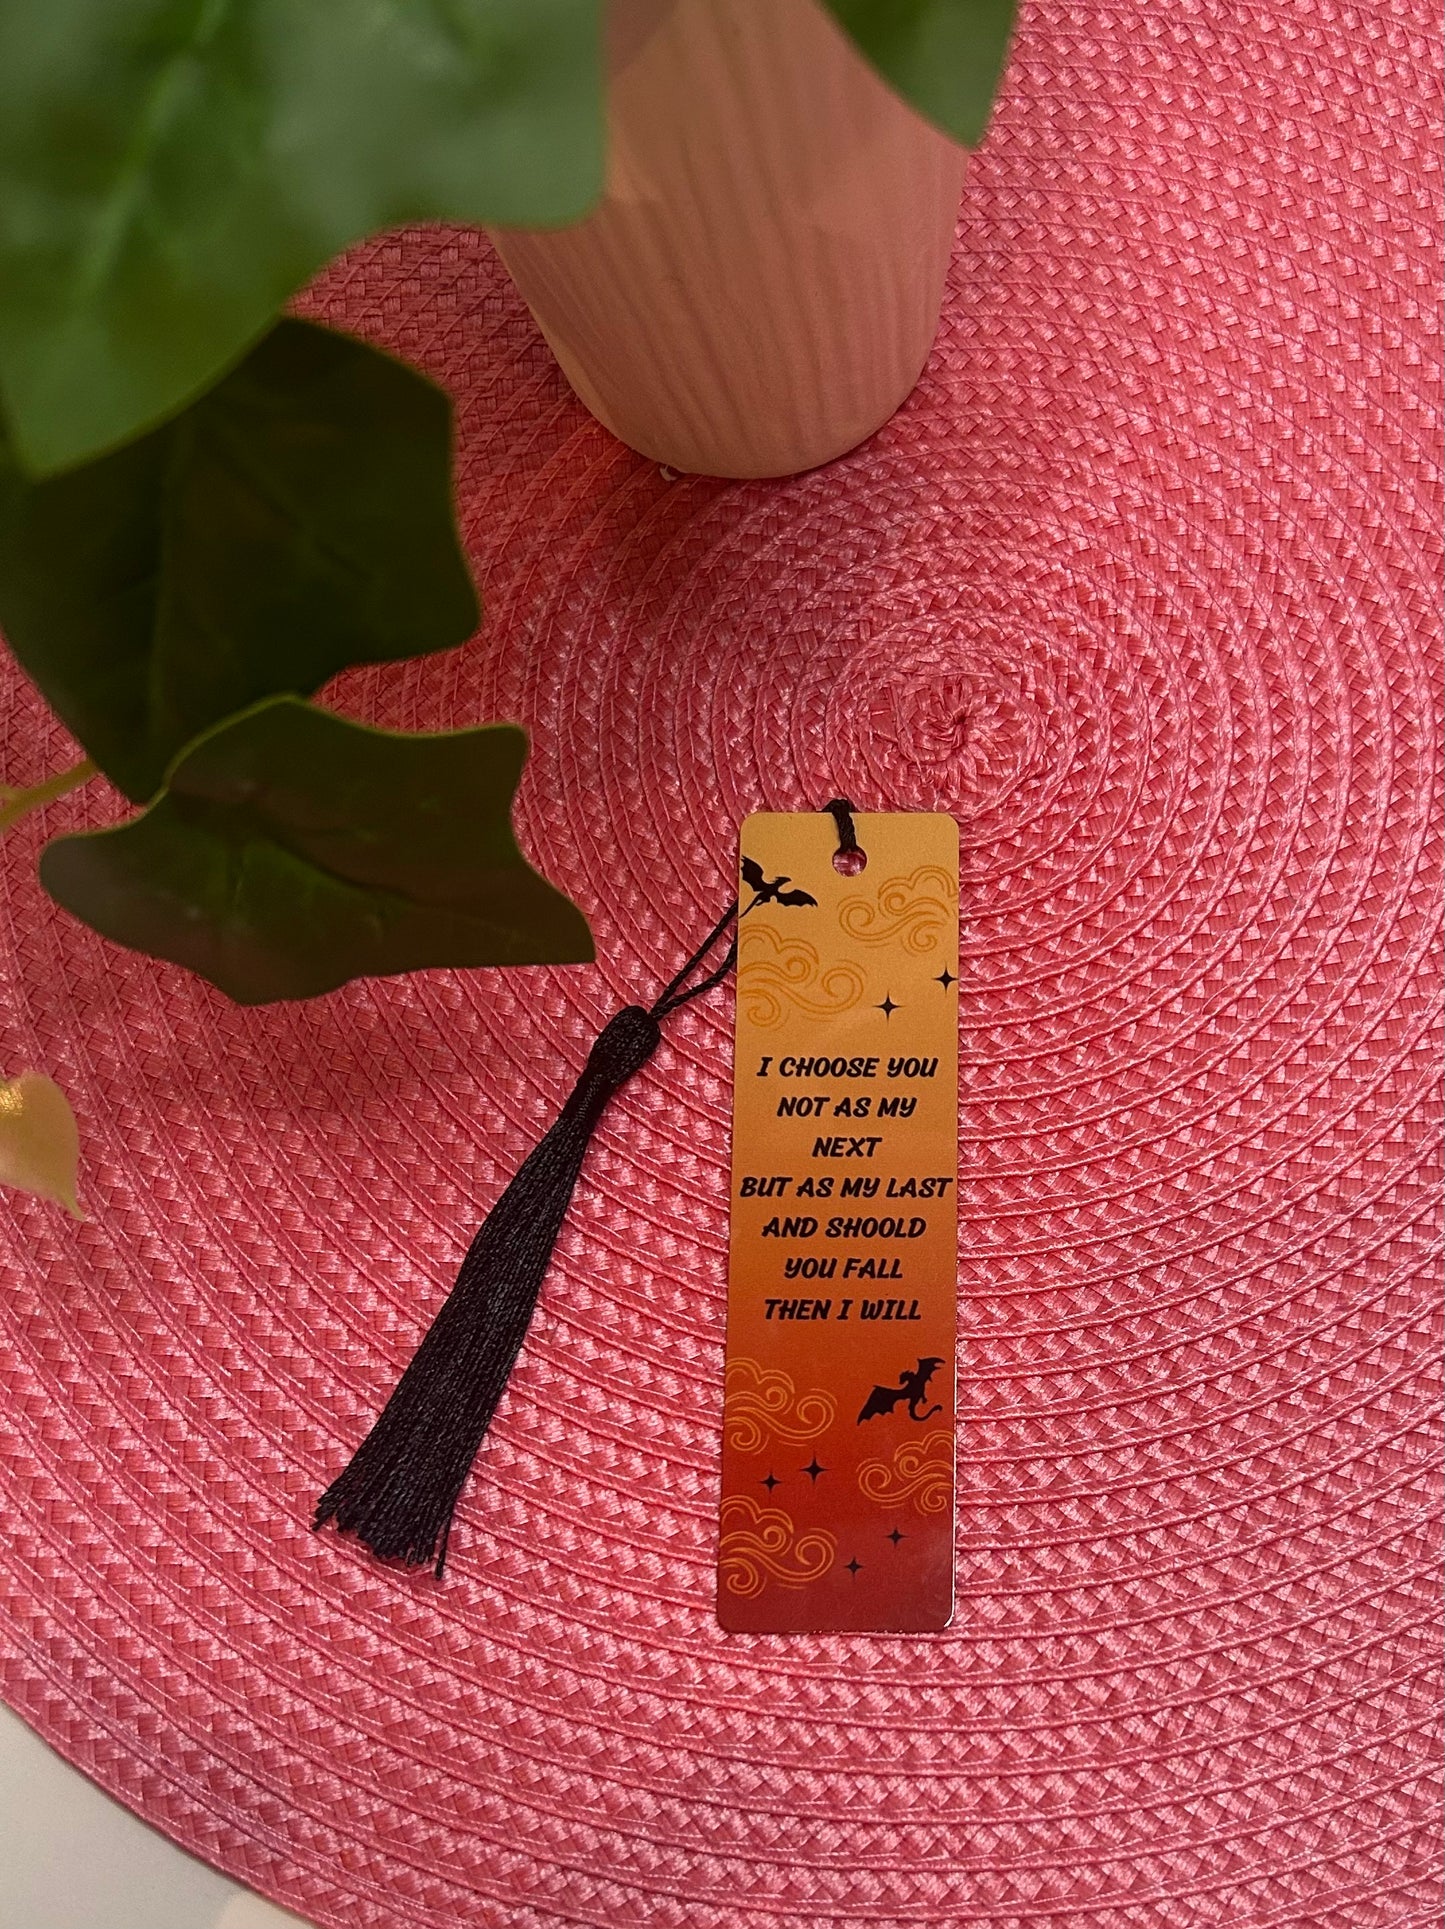 I CHOOSE YOU
NOT AS MY
NEXT
BUT AS MY LAST
AND SHOOLD
YOU FALL
THEN I WILL